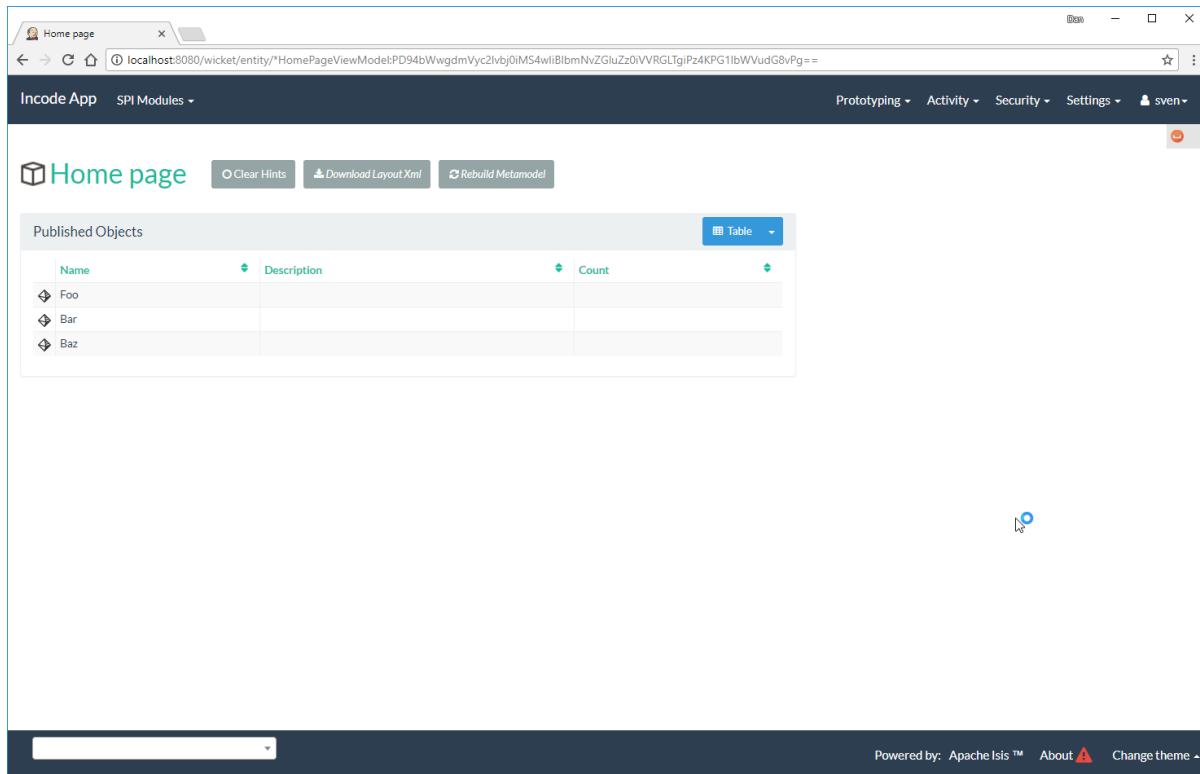 Dan
Home page
localhost:8080/wicket/entity/*HomePageViewModel:PD94bWwgdmVyc2lvbj0iMS4wIiBlbmNvZGluZz0iVVRGLTgiPz4KPG1lbWVudG8vPg==
Incode App SPI Modules Prototyping Activity Security Settings sven
Home page Clear Hints Download Layout Xml Rebuild Metamodel
Published Objects Table
Name Description Count
Foo
Bar
Baz
Powered by: Apache Isis ™ About Change theme